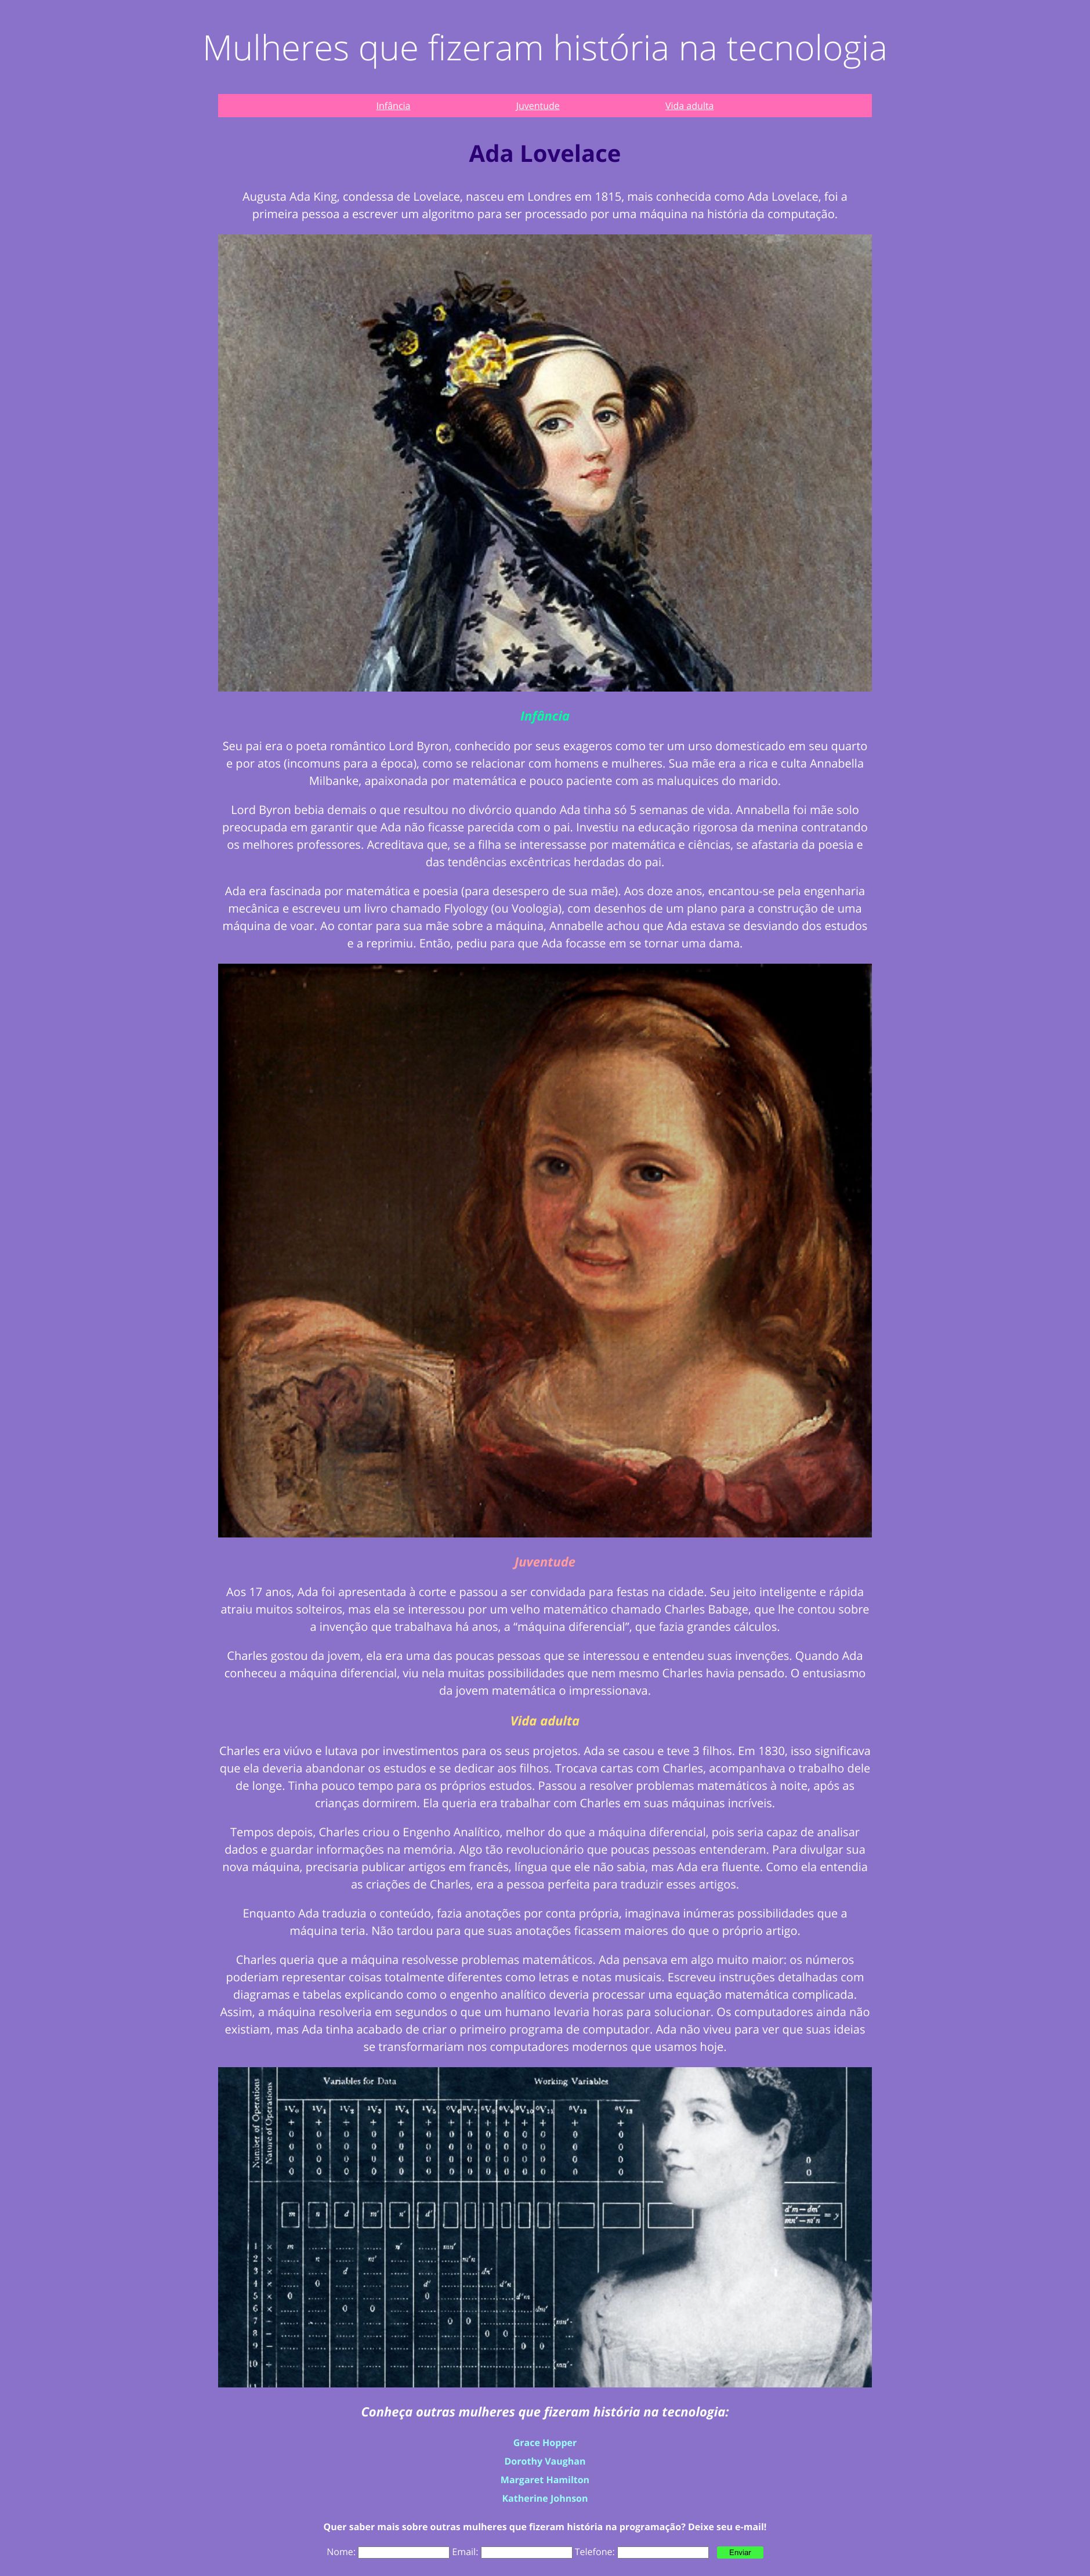 Mulheres que fizeram história na tecnologia
Infância
Juventude
Vida adulta
Ada Lovelace
Augusta Ada King, condessa de Lovelace, nasceu em Londres em 1815, mais conhecida como Ada Lovelace, foi a
primeira pessoa a escrever um algoritmo para ser processado por uma máquina na história da computação.
Infância
Seu pai era o poeta romântico Lord Byron, conhecido por seus exageros como ter um urso domesticado em seu quarto
e por atos (incomuns para a época), como se relacionar com homens e mulheres. Sua mãe era a rica e culta Annabella
Milbanke, apaixonada por matemática e pouco paciente com as maluquices do marido.
Lord Byron bebia demais o que resultou no divórcio quando Ada tinha só 5 semanas de vida. Annabella foi mãe solo
preocupada em garantir que Ada não ficasse parecida com o pai. Investiu na educação rigorosa da menina contratando
os melhores professores. Acreditava que, se a filha se interessasse por matemática e ciências, se afastaria da poesia e
das tendências excêntricas herdadas do pai.
Ada era fascinada por matemática e poesia (para desespero de sua mãe). Aos doze anos, encantou-se pela engenharia
mecânica e escreveu um livro chamado Flyology (ou Voologia), com desenhos de um plano para a construção de uma
máquina de voar. Ao contar para sua mãe sobre a máquina, Annabelle achou que Ada estava se desviando dos estudos
e a reprimiu. Então, pediu para que Ada focasse em se tornar uma dama.
Juventude
Aos 17 anos, Ada foi apresentada à corte e passou a ser convidada para festas na cidade. Seu jeito inteligente e rápida
atraiu muitos solteiros, mas ela se interessou por um velho matemático chamado Charles Babage, que lhe contou sobre
a invenção que trabalhava há anos, a “máquina diferencial”, que fazia grandes cálculos.
Charles gostou da jovem, ela era uma das poucas pessoas que se interessou e entendeu suas invenções. Quando Ada
conheceu a máquina diferencial, viu nela muitas possibilidades que nem mesmo Charles havia pensado. O entusiasmo
da jovem matemática o impressionava.
Vida adulta
Charles era viúvo e lutava por investimentos para os seus projetos. Ada se casou e teve 3 filhos. Em 1830, isso significava
que ela deveria abandonar os estudos e se dedicar aos filhos. Trocava cartas com Charles, acompanhava o trabalho dele
de longe. Tinha pouco tempo para os próprios estudos. Passou a resolver problemas matemáticos à noite, após as
crianças dormirem. Ela queria era trabalhar com Charles em suas máquinas incríveis.
Tempos depois, Charles criou o Engenho Analítico, melhor do que a máquina diferencial, pois seria capaz de analisar
dados e guardar informações na memória. Algo tão revolucionário que poucas pessoas entenderam. Para divulgar sua
nova máquina, precisaria publicar artigos em francês, língua que ele não sabia, mas Ada era fluente. Como ela entendia
as criações de Charles, era a pessoa perfeita para traduzir esses artigos.
Enquanto Ada traduzia o conteúdo, fazia anotações por conta própria, imaginava inúmeras possibilidades que a
máquina teria. Não tardou para que suas anotações ficassem maiores do que o próprio artigo.
Charles queria que a máquina resolvesse problemas matemáticos. Ada pensava em algo muito maior: os números
poderiam representar coisas totalmente diferentes como letras e notas musicais. Escreveu instruções detalhadas com
diagramas e tabelas explicando como o engenho analítico deveria processar uma equação matemática complicada.
Assim, a máquina resolveria em segundos o que um humano levaria horas para solucionar. Os computadores ainda não
existiam, mas Ada tinha acabado de criar o primeiro programa de computador. Ada não viveu para ver que suas ideias
se transformariam nos computadores modernos que usamos hoje.
Variables for Data
Working Variables
Number of Operations
Nature of Operations
Conheça outras mulheres que fizeram história na tecnologia:
Grace Hopper
Dorothy Vaughan
Margaret Hamilton
Katherine Johnson
Quer saber mais sobre outras mulheres que fizeram história na programação? Deixe seu e-mail!
Nome: Email: Telefone: Enviar